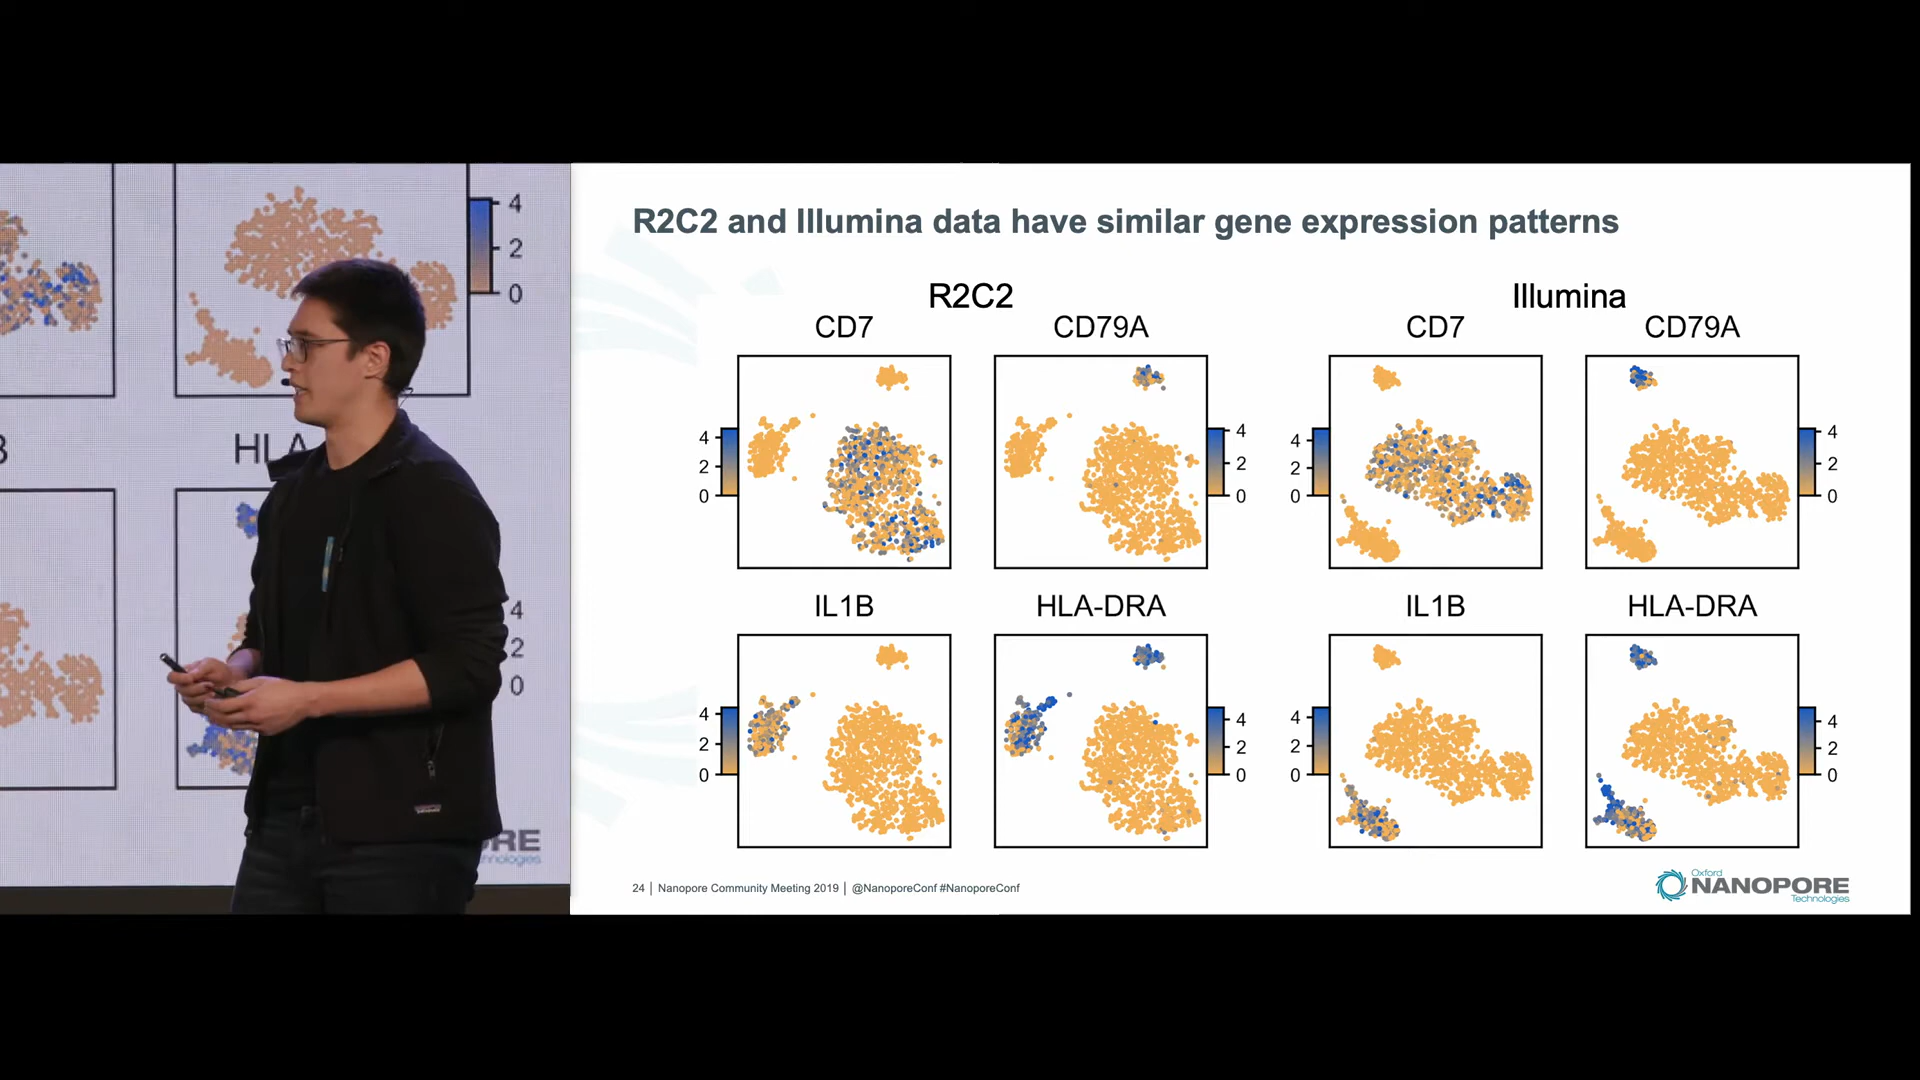 4
2
0
HLA
4
2
0
RE
hnologies
R2C2 and Illumina data have similar gene expression patterns
R2C2
Illumina
CD7
CD79A
CD7
CD79A
4
2
0
4
2
0
4
2
0
4
2
0
IL1B
HLA-DRA
IL1B
HLA-DRA
4
2
0
4
2
0
4
2
0
4
2
0
24 | Nanopore Community Meeting 2019 | @NanoporeConf #NanoporeConf
Oxford
NANOPORE
Technologies